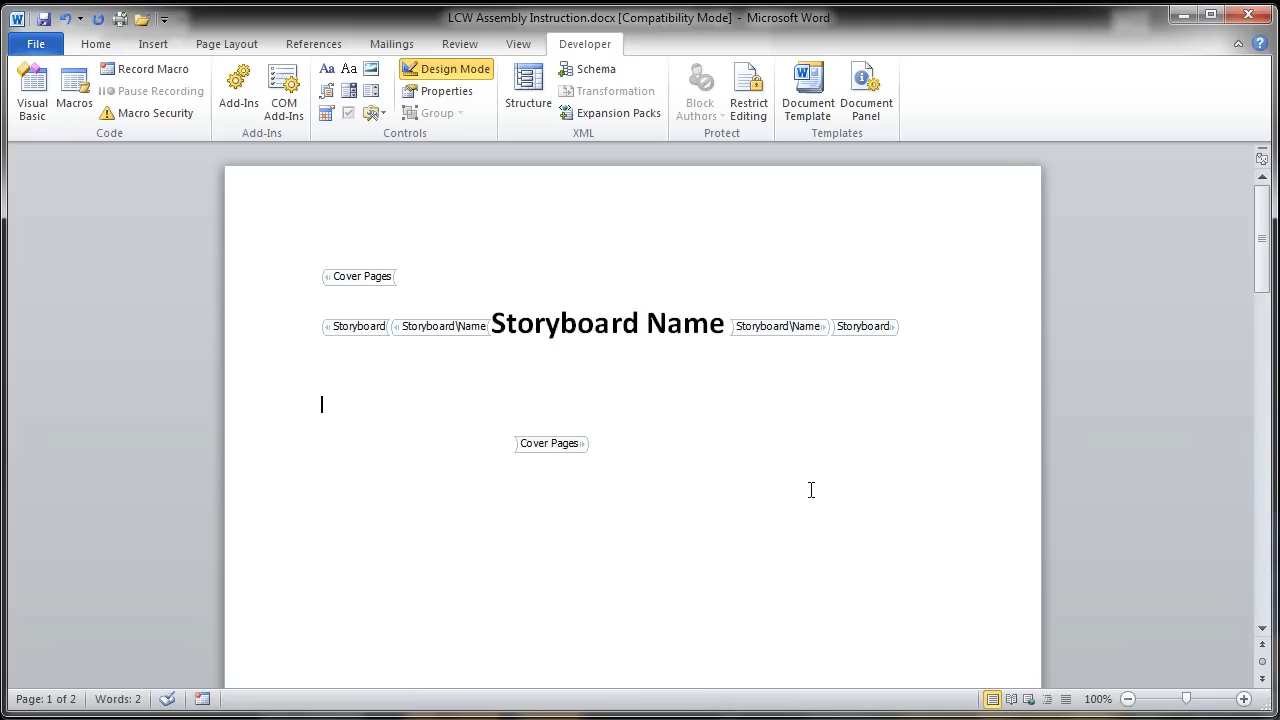 LCW Assembly Instruction.docx [Compatibility Mode] - Microsoft Word
File Home Insert Page Layout References Mailings Review View Developer
Visual Basic
Macros
Record Macro
Pause Recording
Macro Security
Code
Add-Ins
COM Add-Ins
Add-Ins
Aa Aa
Design Mode
Properties
Group
Controls
Structure
Schema
Transformation
Expansion Packs
XML
Block Authors
Restrict Editing
Protect
Document Template
Document Panel
Templates
Cover Pages
Storyboard Storyboard\Name Storyboard Name Storyboard\Name Storyboard
Cover Pages
Page: 1 of 2 Words: 2 100%